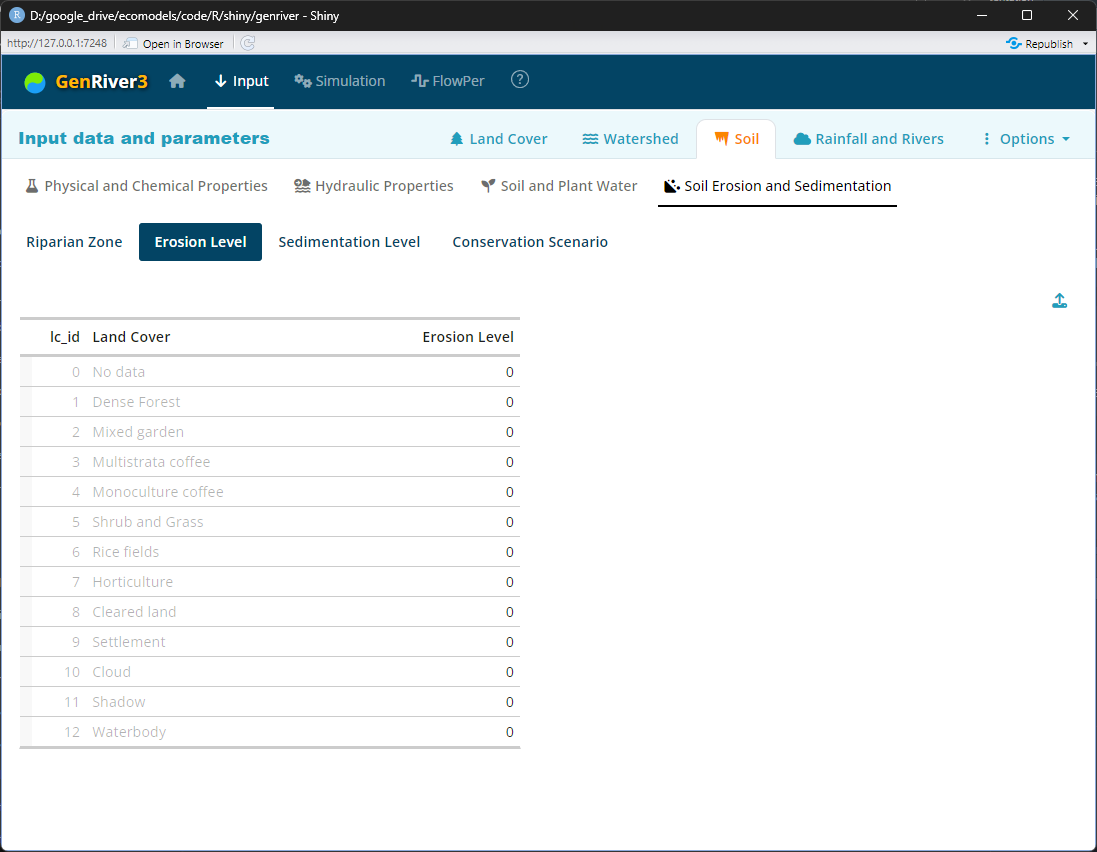 D:/google_drive/ecomodels/code/R/shiny/genriver - Shiny
http://127.0.0.1:7248 Open in Browser Republish
GenRiver3 Input Simulation FlowPer ?
Input data and parameters Land Cover Watershed Soil Rainfall and Rivers Options
Physical and Chemical Properties Hydraulic Properties Soil and Plant Water Soil Erosion and Sedimentation
Riparian Zone Erosion Level Sedimentation Level Conservation Scenario
lc_id Land Cover Erosion Level
0 No data 0
1 Dense Forest 0
2 Mixed garden 0
3 Multistrata coffee 0
4 Monoculture coffee 0
5 Shrub and Grass 0
6 Rice fields 0
7 Horticulture 0
8 Cleared land 0
9 Settlement 0
10 Cloud 0
11 Shadow 0
12 Waterbody 0